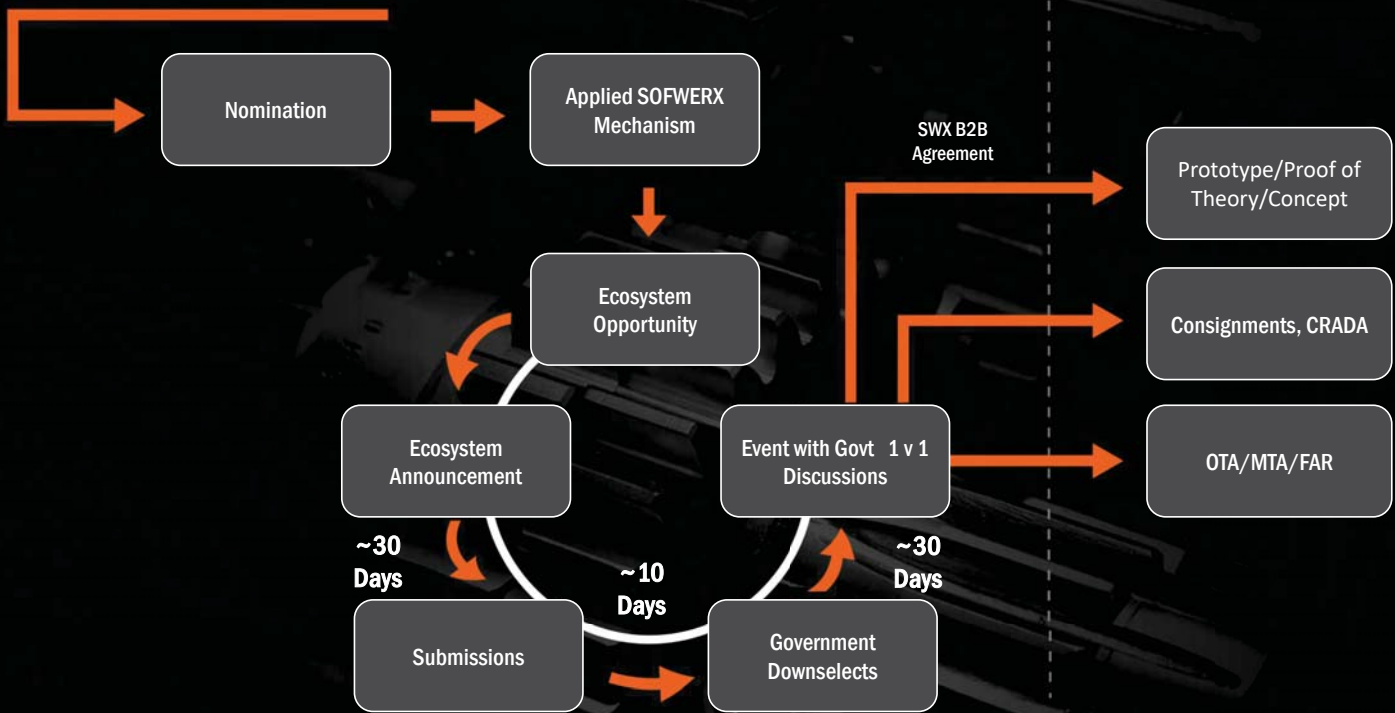 Nomination
Applied SOFWERX
Mechanism
SWX B2B
Agreement
Prototype/Proof of
Theory/Concept
Ecosystem
Opportunity
Consignments, CRADA
Ecosystem
Announcement
Event with Govt 1 v 1
Discussions
OTA/MTA/FAR
~30
Days
~10
Days
~30
Days
Submissions
Government
Downselects